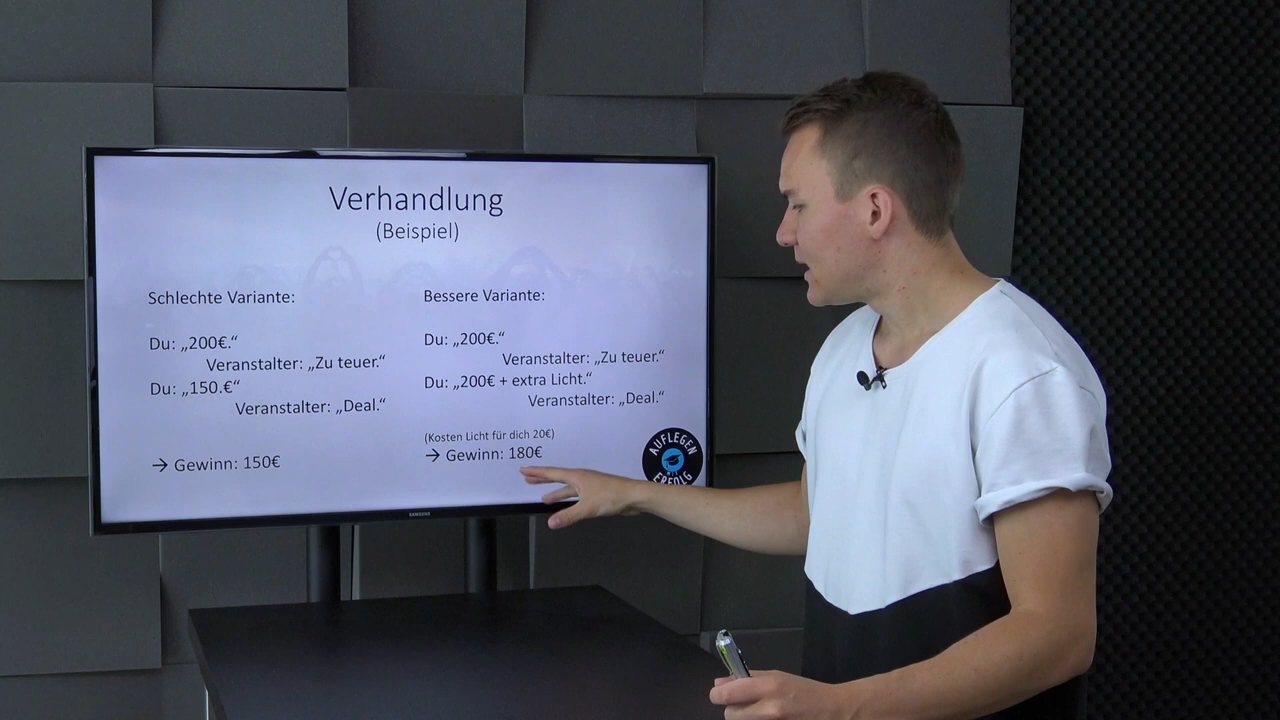 Verhandlung
(Beispiel)
Schlechte Variante:
Du: „200€.“
Veranstalter: „Zu teuer.“
Du: „150.€“
Veranstalter: „Deal.“
→ Gewinn: 150€
Bessere Variante:
Du: „200€.“
Veranstalter: „Zu teuer.“
Du: „200€ + extra Licht.“
Veranstalter: „Deal.“
(Kosten Licht für dich 20€)
→ Gewinn: 180€
AUFLEGEN
MIT
ERFOLG
SAMSUNG